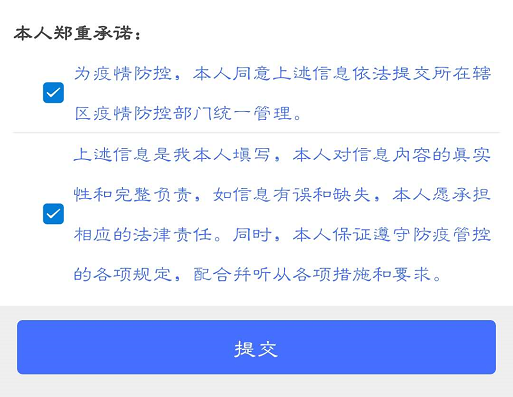 本人郑重承诺：
为疫情防控，本人同意上述信息依法提交所在辖
区疫情防控部门统一管理。
上述信息是我本人填写，本人对信息内容的真实
性和完整负责，如信息有误和缺失，本人愿承担
相应的法律责任。同时，本人保证遵守防疫管控
的各项规定，配合并听从各项措施和要求。
提交